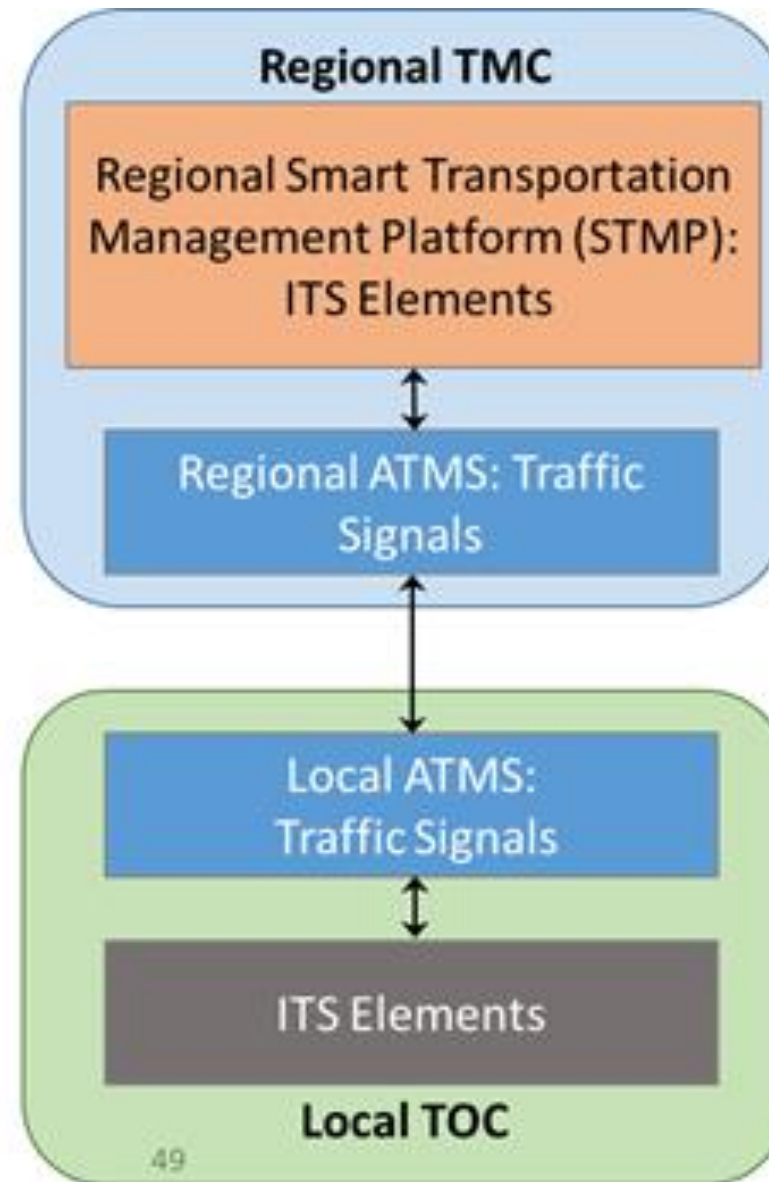 Regional TMC
Regional Smart Transportation
Management Platform (STMP):
ITS Elements
Regional ATMS: Traffic
Signals
Local ATMS:
Traffic Signals
ITS Elements
Local TOC
49